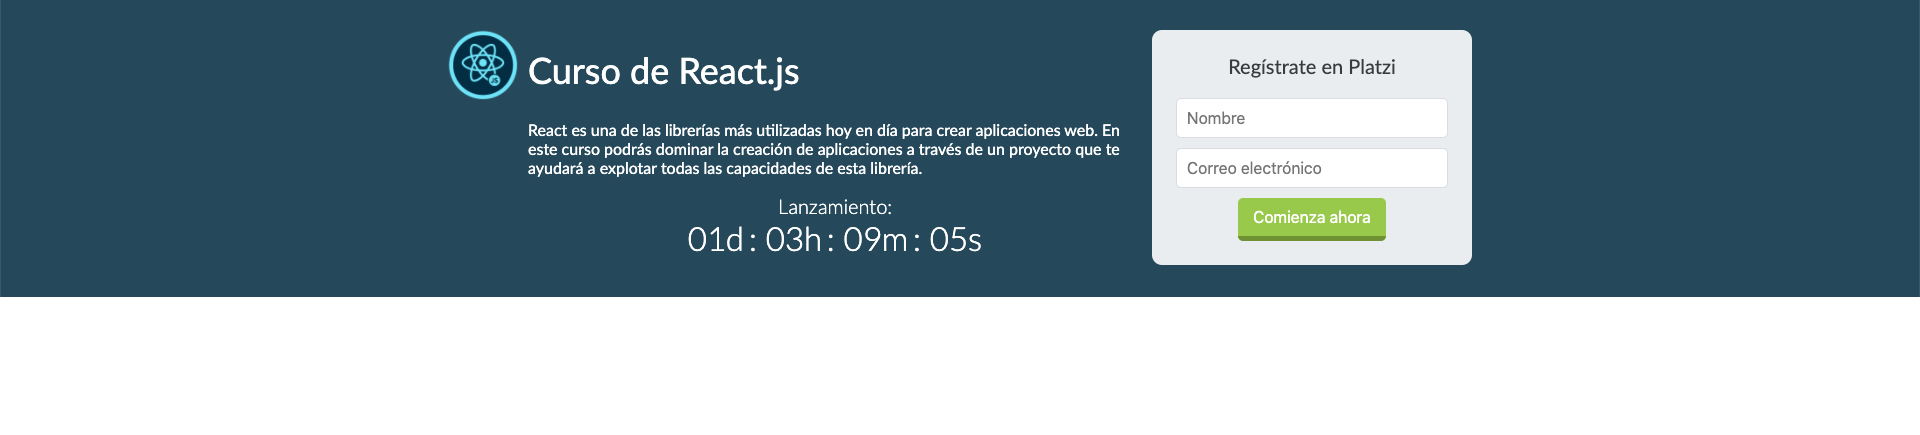 JS
Curso de React.js
React es una de las librerías más utilizadas hoy en día para crear aplicaciones web. En
este curso podrás dominar la creación de aplicaciones a través de un proyecto que te
ayudará a explotar todas las capacidades de esta librería.
Lanzamiento:
01d : 03h : 09m : 05s
Regístrate en Platzi
Nombre
Correo electrónico
Comienza ahora